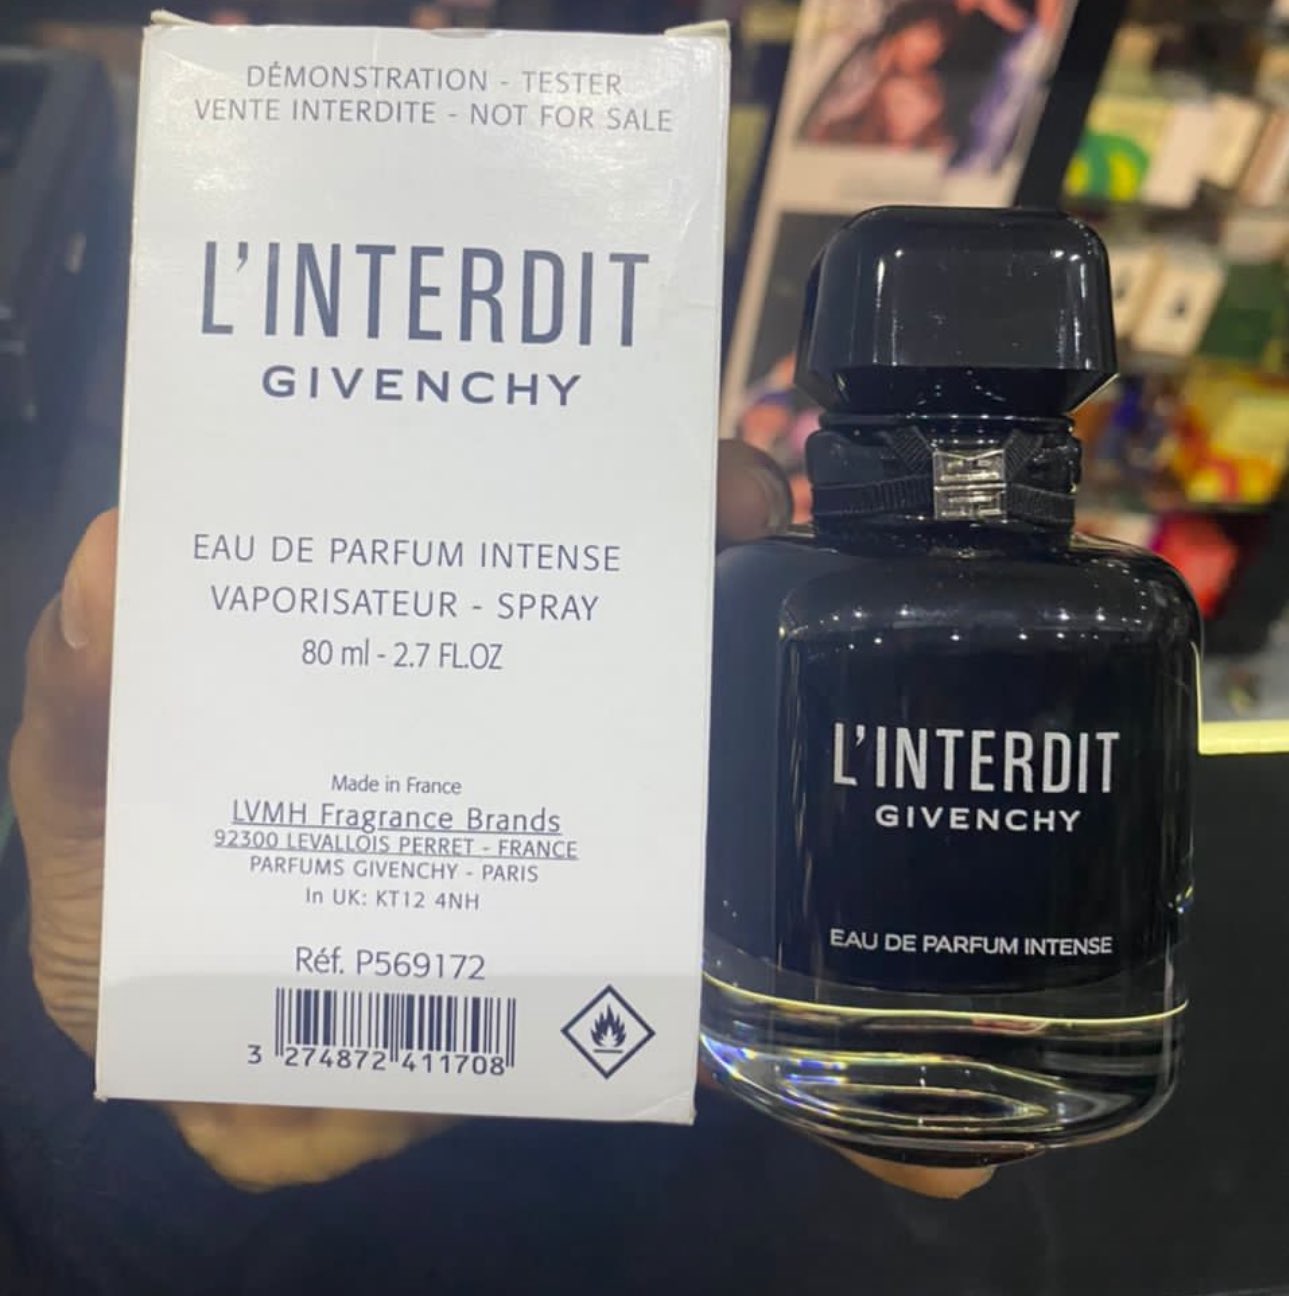 DÉMONSTRATION - TESTER
VENTE INTERDITE - NOT FOR SALE
L'INTERDIT
GIVENCHY
EAU DE PARFUM INTENSE
VAPORISATEUR - SPRAY
80 ml - 2.7 FL.OZ
Made in France
LVMH Fragrance Brands
92300 LEVALLOIS PERRET - FRANCE
PARFUMS GIVENCHY - PARIS
In UK: KT12 4NH
Réf. P569172
3 274872 411708
L'INTERDIT
GIVENCHY
EAU DE PARFUM INTENSE